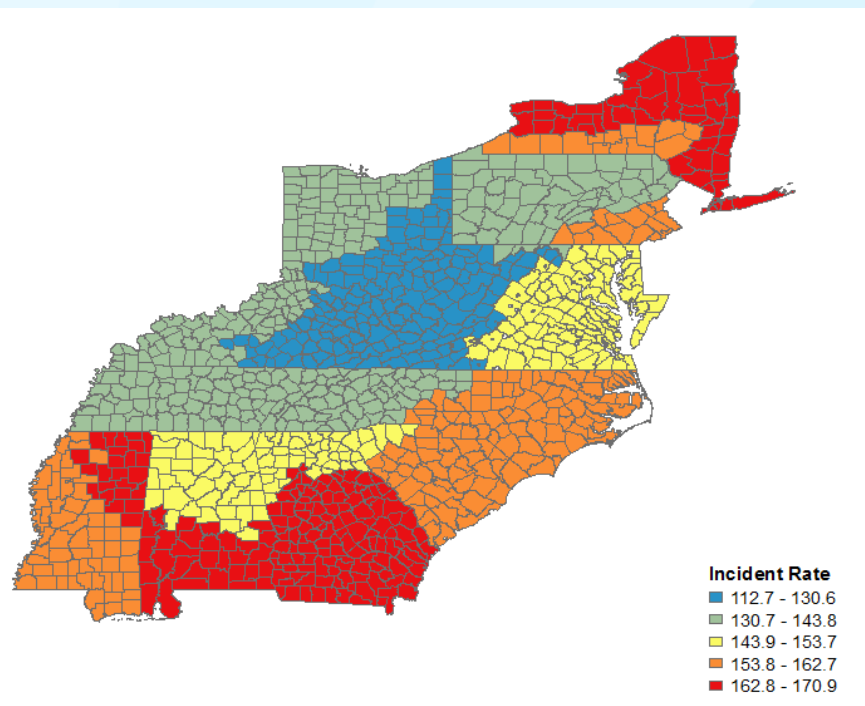 Incident Rate
112.7 - 130.6
130.7 - 143.8
143.9 - 153.7
153.8 - 162.7
162.8 - 170.9